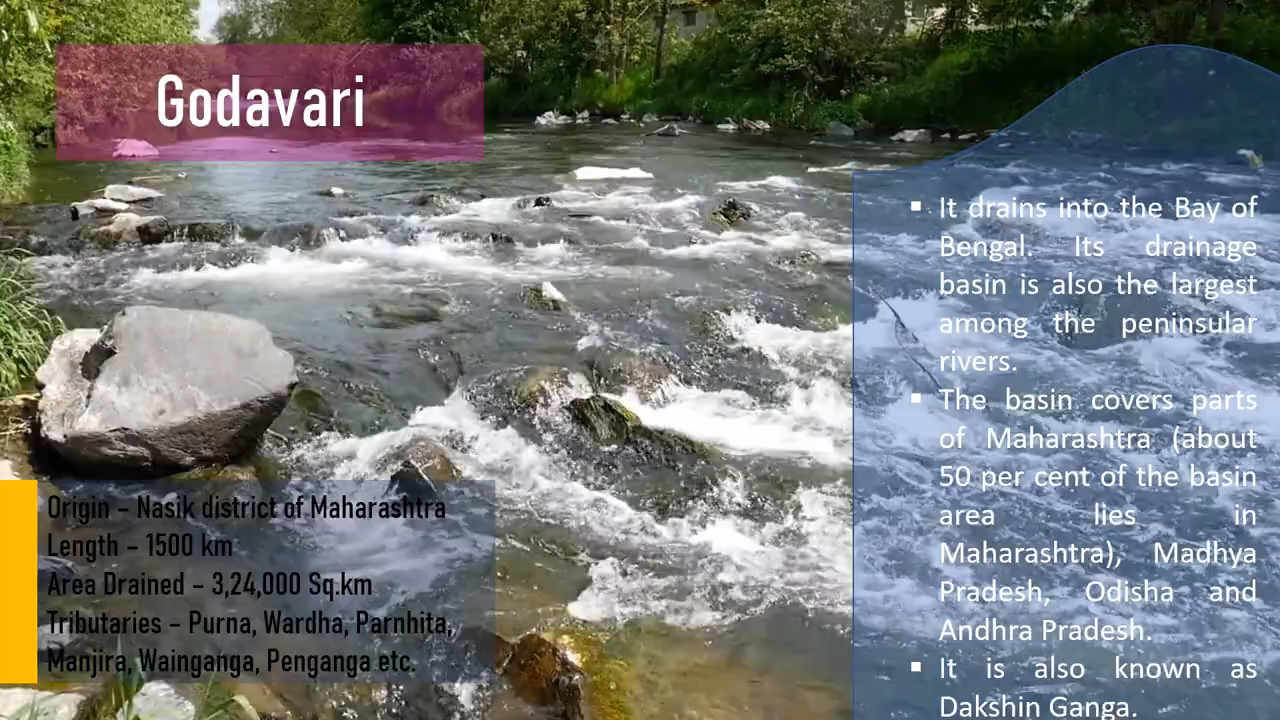 Godavari
Origin – Nasik district of Maharashtra
Length – 1500 km
Area Drained – 3,24,000 Sq.km
Tributaries – Purna, Wardha, Parnhita,
Manjira, Wainganga, Penganga etc.
▪ It drains into the Bay of
Bengal. Its drainage
basin is also the largest
among the peninsular
rivers.
▪ The basin covers parts
of Maharashtra (about
50 per cent of the basin
area lies in
Maharashtra), Madhya
Pradesh, Odisha and
Andhra Pradesh.
▪ It is also known as
Dakshin Ganga.